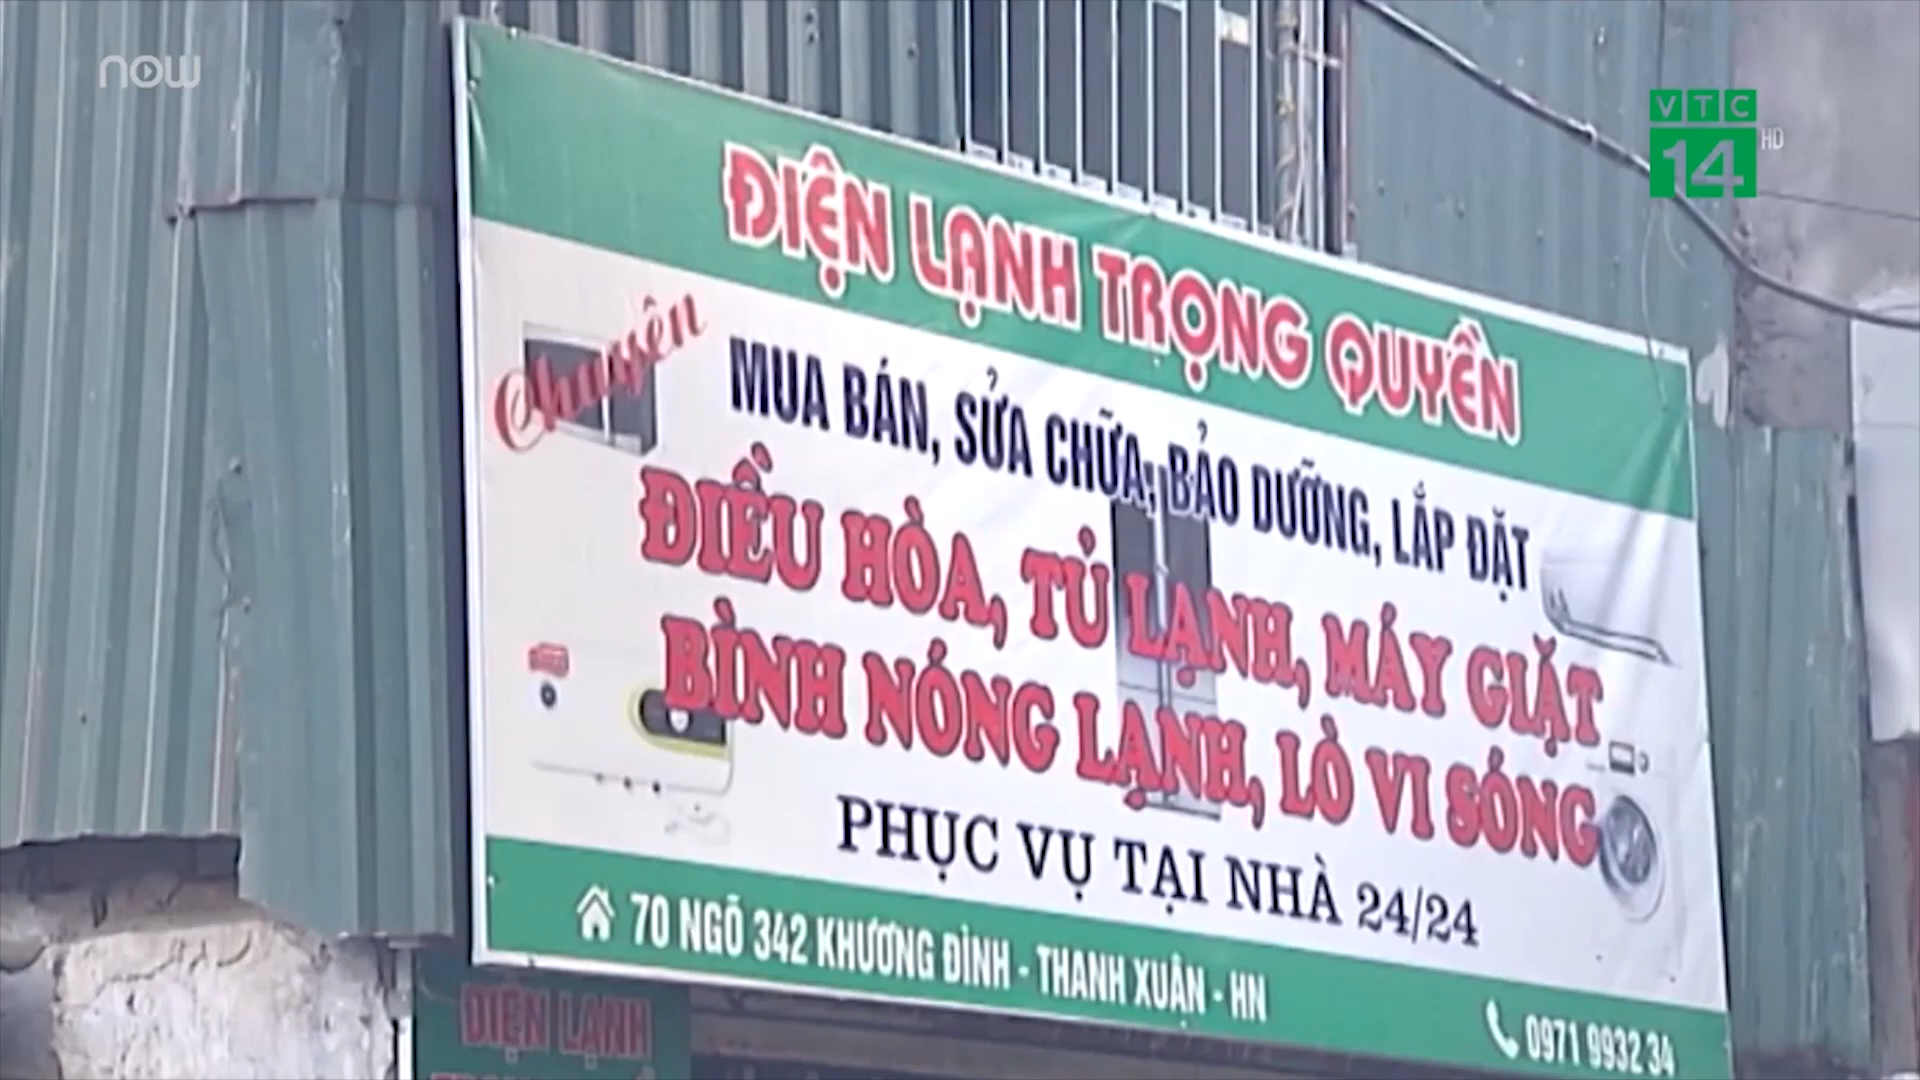 now
VTC
14 HD
ĐIỆN LẠNH TRỌNG QUYỀN
Chuyên
MUA BÁN, SỬA CHỮA, BẢO DƯỠNG, LẮP ĐẶT
ĐIỀU HÒA, TỦ LẠNH, MÁY GIẶT
BÌNH NÓNG LẠNH, LÒ VI SÓNG
PHỤC VỤ TẠI NHÀ 24/24
70 NGÕ 342 KHƯƠNG ĐÌNH - THANH XUÂN - HN
0971 9932 34
ĐIỆN LẠNH